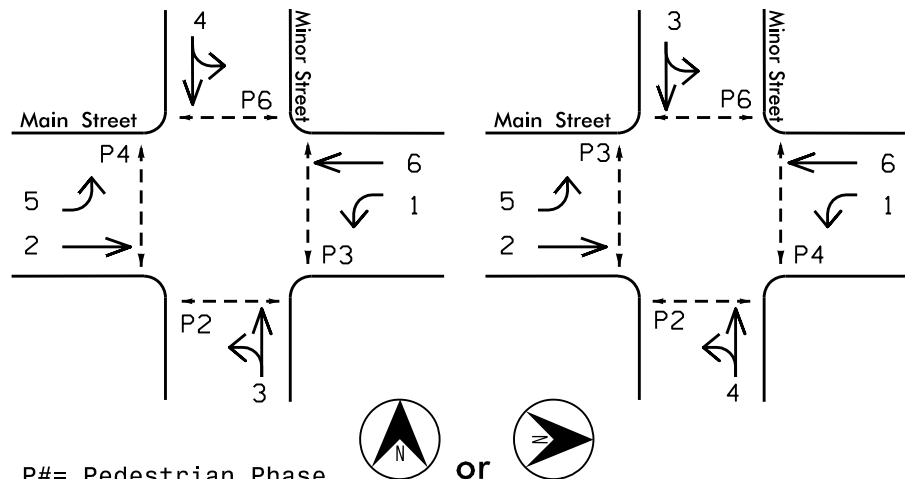 4
Minor Street
P6
Main Street
P4
6
5
1
2
P3
P2
3
3
Minor Street
P6
Main Street
P3
6
5
1
2
P4
P2
4
N
or
N
P#= Pedestrian Phase